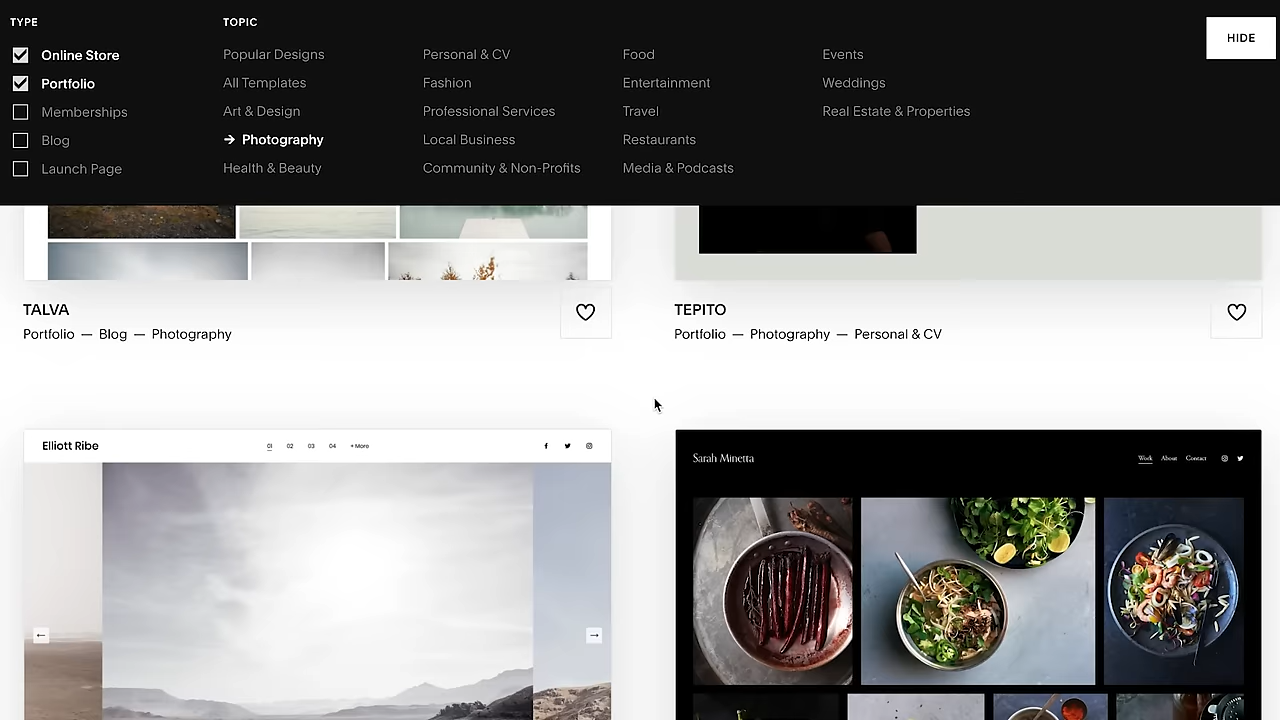 TYPE
Online Store
Portfolio
Memberships
Blog
Launch Page
TOPIC
Popular Designs
All Templates
Art & Design
→ Photography
Health & Beauty
Personal & CV
Fashion
Professional Services
Local Business
Community & Non-Profits
Food
Entertainment
Travel
Restaurants
Media & Podcasts
Events
Weddings
Real Estate & Properties
HIDE
TALVA
Portfolio — Blog — Photography
TEPITO
Portfolio — Photography — Personal & CV
Elliott Ribe
01 02 03 04 + More
Sarah Minetta
Work About Contact